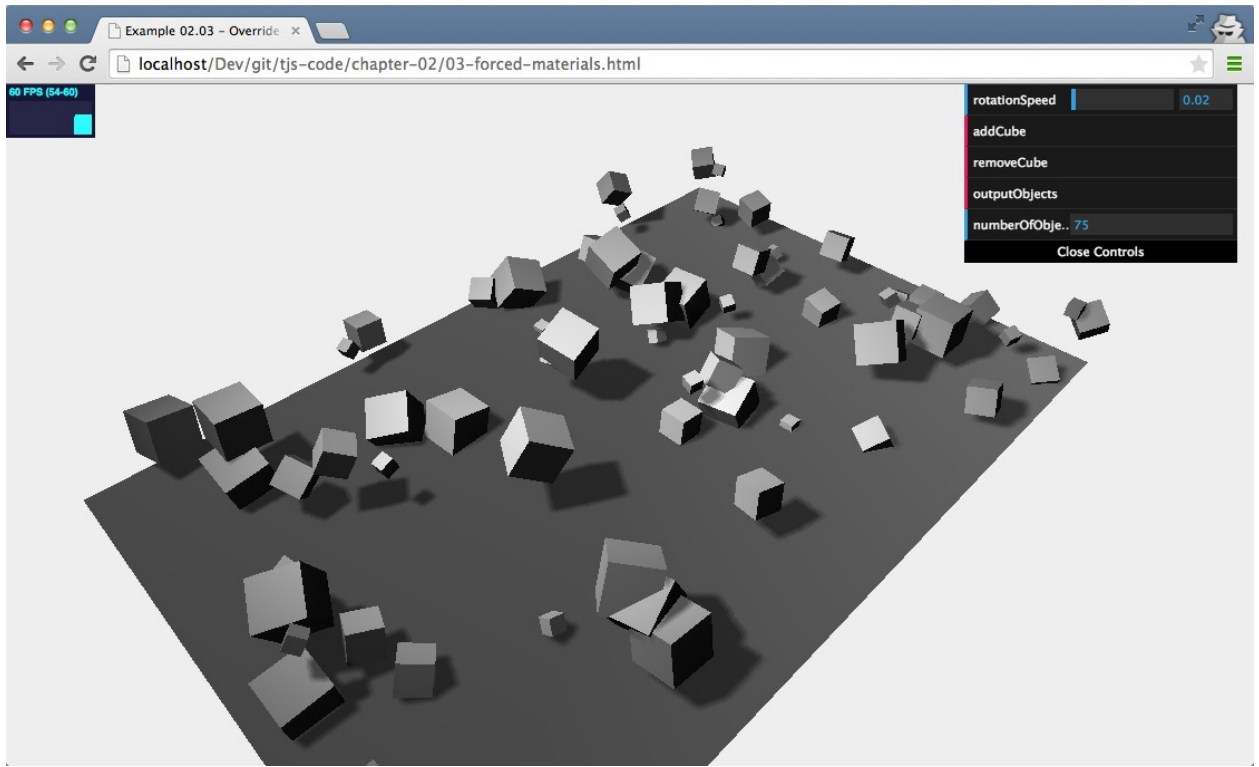 Example 02.03 - Override
localhost/Dev/git/tjs-code/chapter-02/03-forced-materials.html
60 FPS (54-60)
rotationSpeed 0.02
addCube
removeCube
outputObjects
numberOfObje.. 75
Close Controls